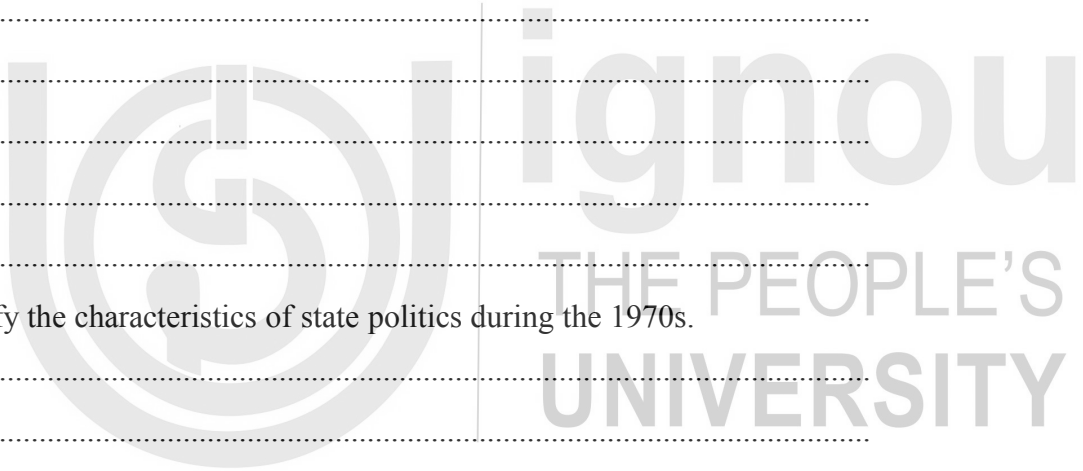 ignou
THE PEOPLE'S
fy the characteristics of state politics during the 1970s.
UNIVERSITY